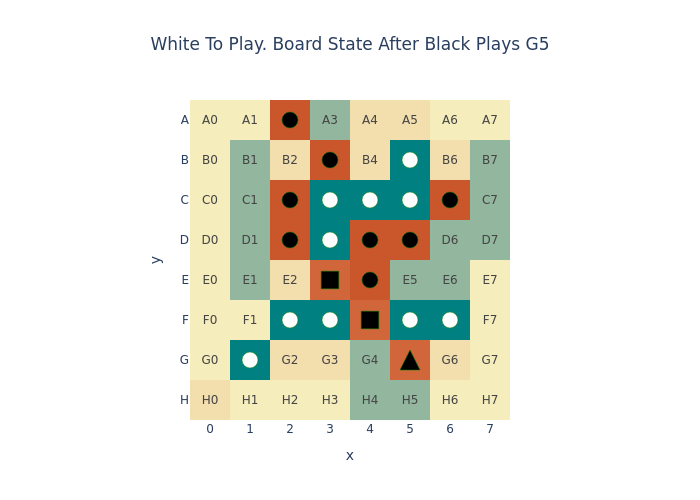 White To Play. Board State After Black Plays G5
A A0 A1 A3 A4 A5 A6 A7
B B0 B1 B2 B4 B6 B7
C C0 C1 C7
D D0 D1 D6 D7
y
E E0 E1 E2 E5 E6 E7
F F0 F1 F7
G G0 G2 G3 G4 G6 G7
H H0 H1 H2 H3 H4 H5 H6 H7
0 1 2 3 4 5 6 7
x